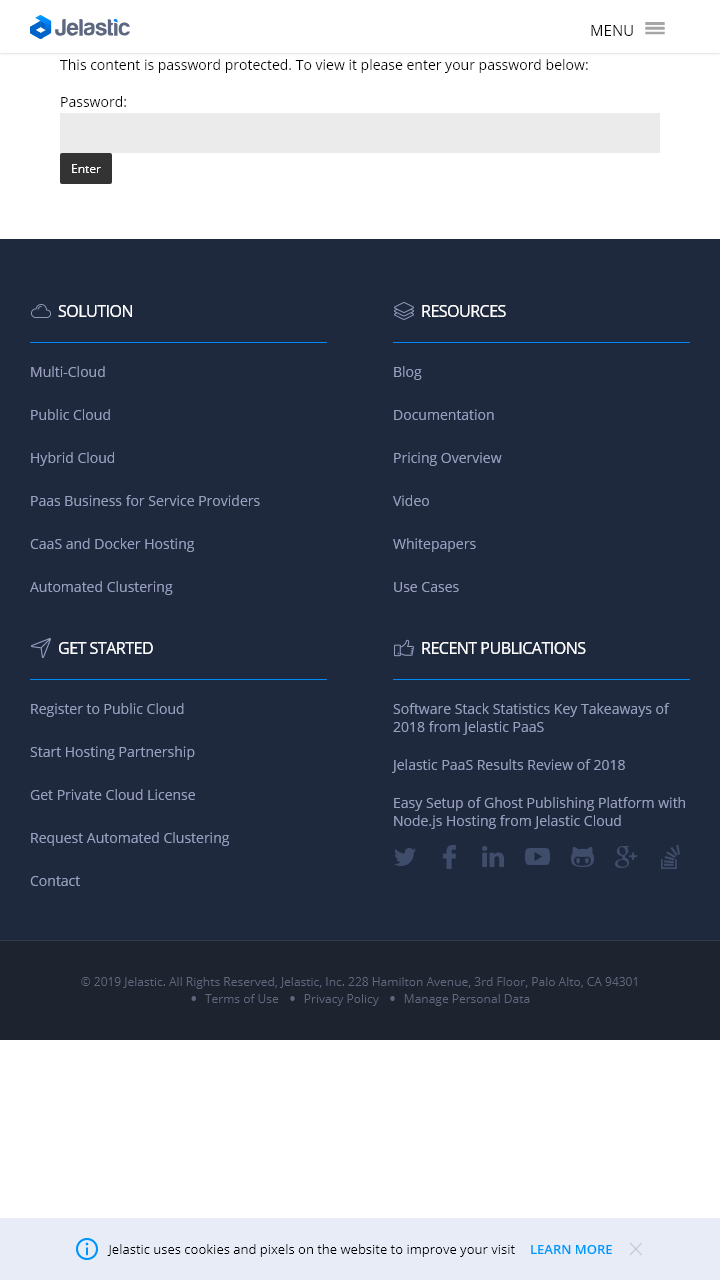 Jelastic
MENU
This content is password protected. To view it please enter your password below:
Password:
Enter
SOLUTION
Multi-Cloud
Public Cloud
Hybrid Cloud
Paas Business for Service Providers
CaaS and Docker Hosting
Automated Clustering
RESOURCES
Blog
Documentation
Pricing Overview
Video
Whitepapers
Use Cases
GET STARTED
Register to Public Cloud
Start Hosting Partnership
Get Private Cloud License
Request Automated Clustering
Contact
RECENT PUBLICATIONS
Software Stack Statistics Key Takeaways of
2018 from Jelastic PaaS
Jelastic PaaS Results Review of 2018
Easy Setup of Ghost Publishing Platform with
Node.js Hosting from Jelastic Cloud
© 2019 Jelastic. All Rights Reserved, Jelastic, Inc. 228 Hamilton Avenue, 3rd Floor, Palo Alto, CA 94301
• Terms of Use • Privacy Policy • Manage Personal Data
Jelastic uses cookies and pixels on the website to improve your visit LEARN MORE